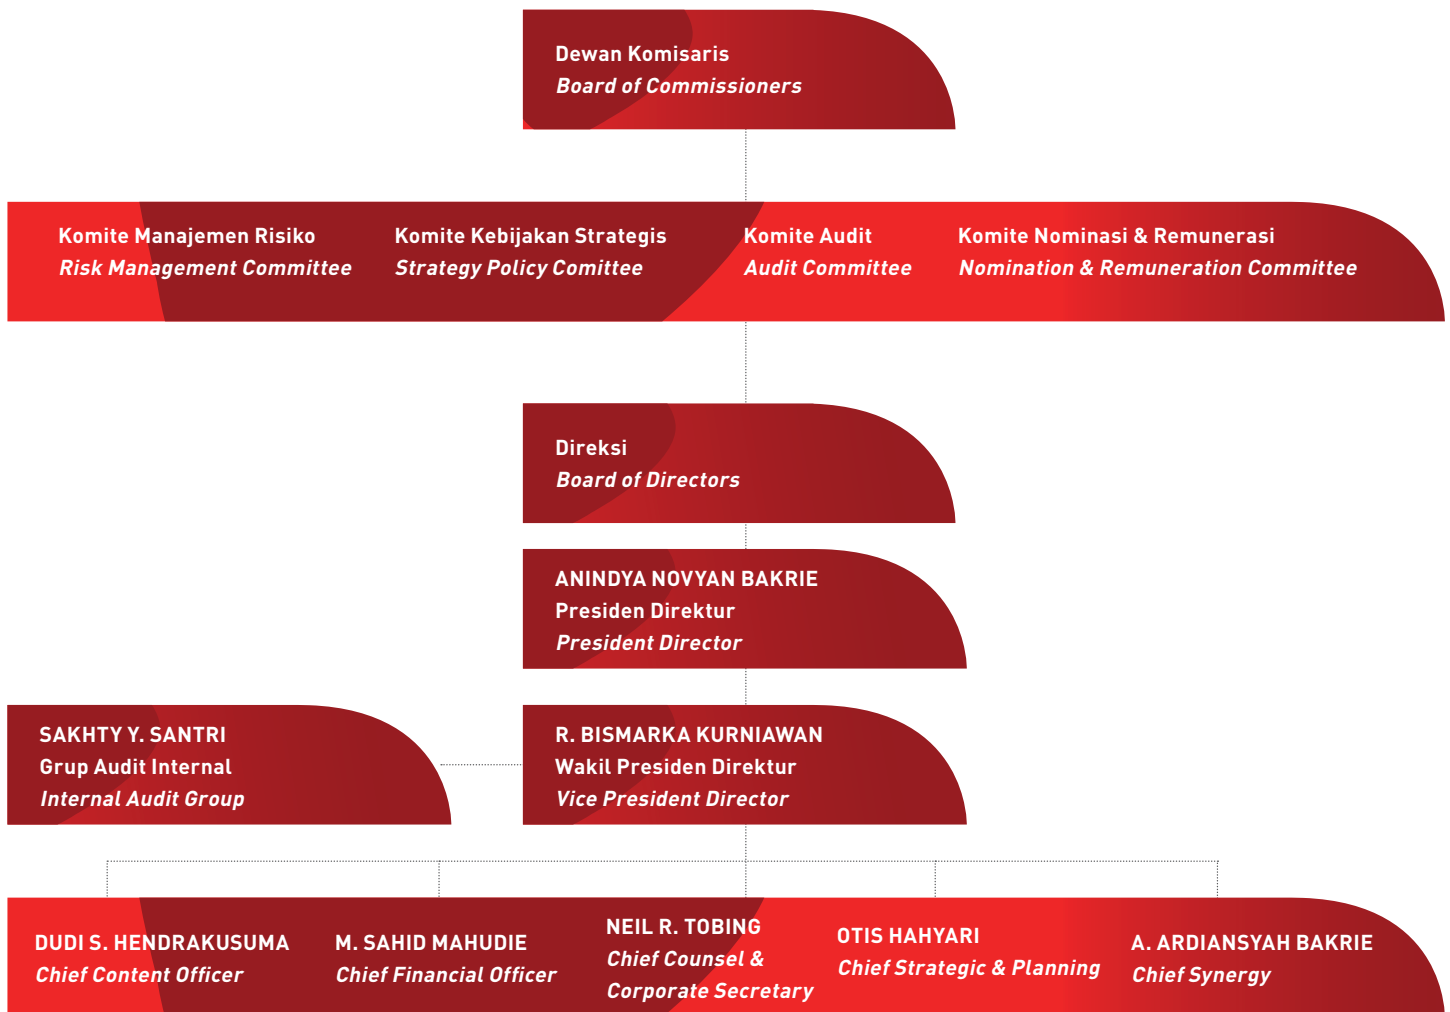 Dewan Komisaris
Board of Commissioners
Komite Manajemen Risiko
Risk Management Committee
Komite Kebijakan Strategis
Strategy Policy Comittee
Komite Audit
Audit Committee
Komite Nominasi & Remunerasi
Nomination & Remuneration Committee
Direksi
Board of Directors
ANINDYA NOVYAN BAKRIE
Presiden Direktur
President Director
SAKHTY Y. SANTRI
Grup Audit Internal
Internal Audit Group
R. BISMARKA KURNIAWAN
Wakil Presiden Direktur
Vice President Director
DUDI S. HENDRAKUSUMA
Chief Content Officer
M. SAHID MAHUDIE
Chief Financial Officer
NEIL R. TOBING
Chief Counsel &
Corporate Secretary
OTIS HAHYARI
Chief Strategic & Planning
A. ARDIANSYAH BAKRIE
Chief Synergy